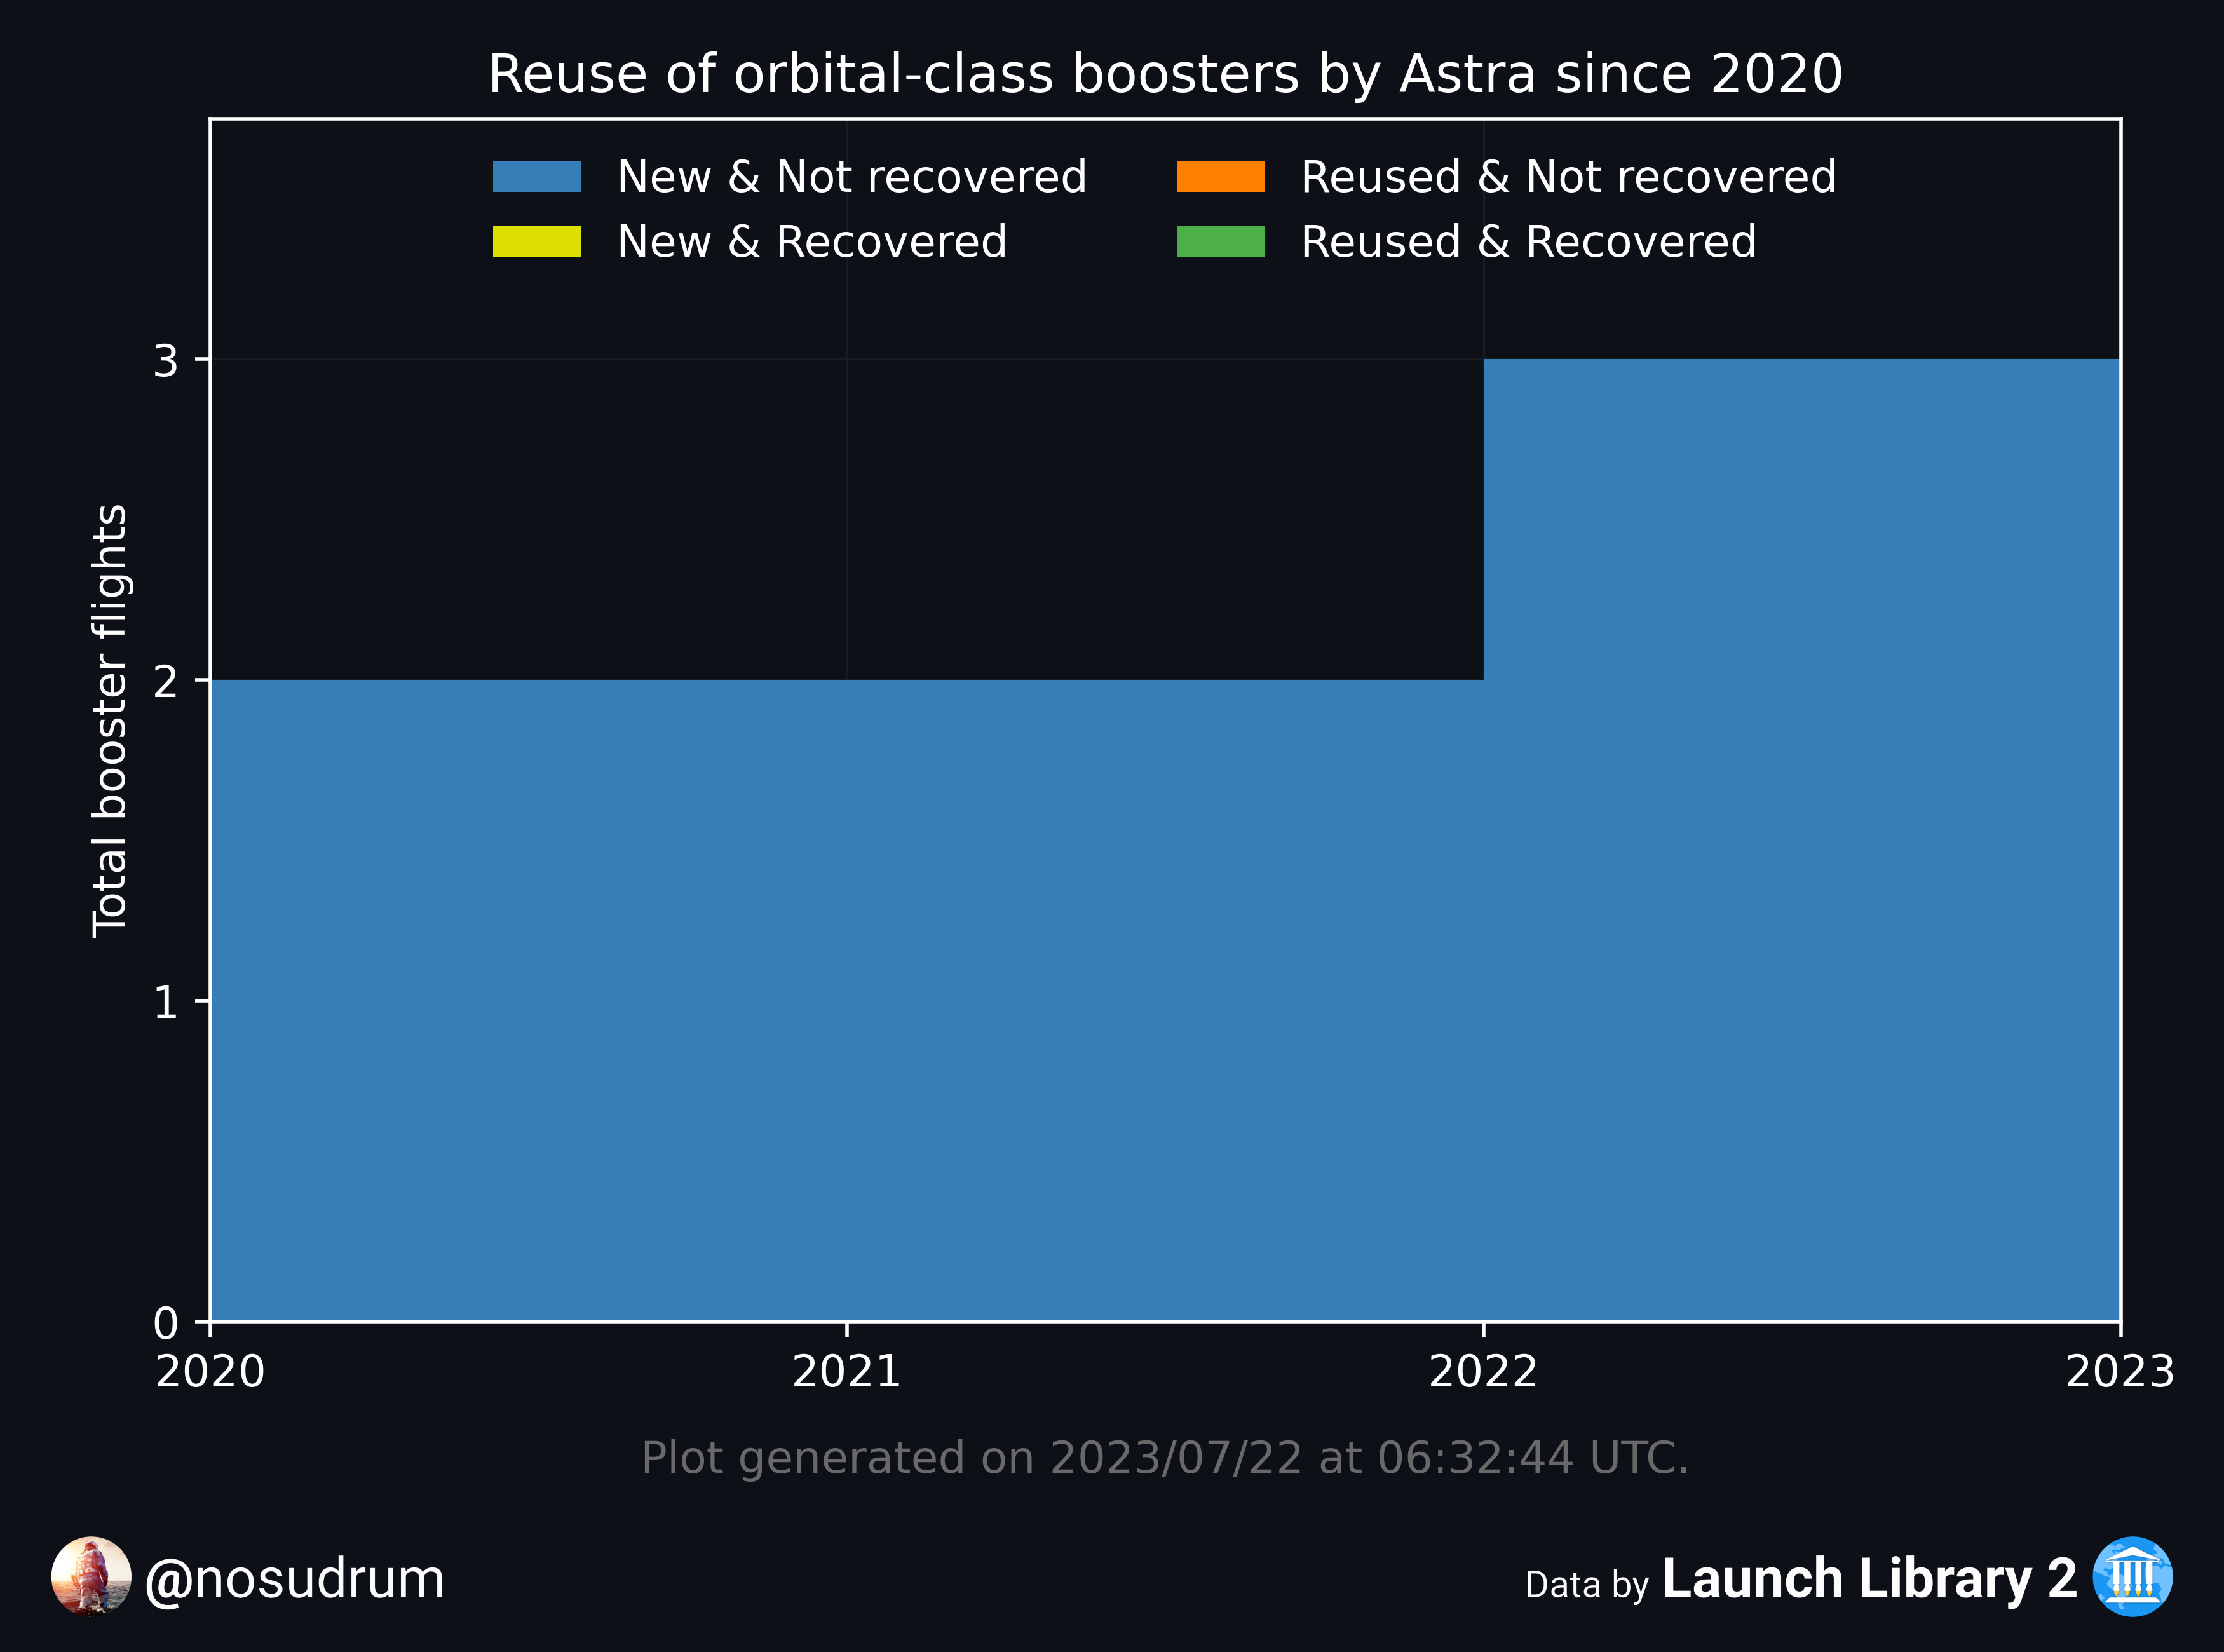 Reuse of orbital-class boosters by Astra since 2020
New & Not recovered
New & Recovered
Reused & Not recovered
Reused & Recovered
Total booster flights
3
2
1
0
2020 2021 2022 2023
Plot generated on 2023/07/22 at 06:32:44 UTC.
@nosudrum
Data by Launch Library 2